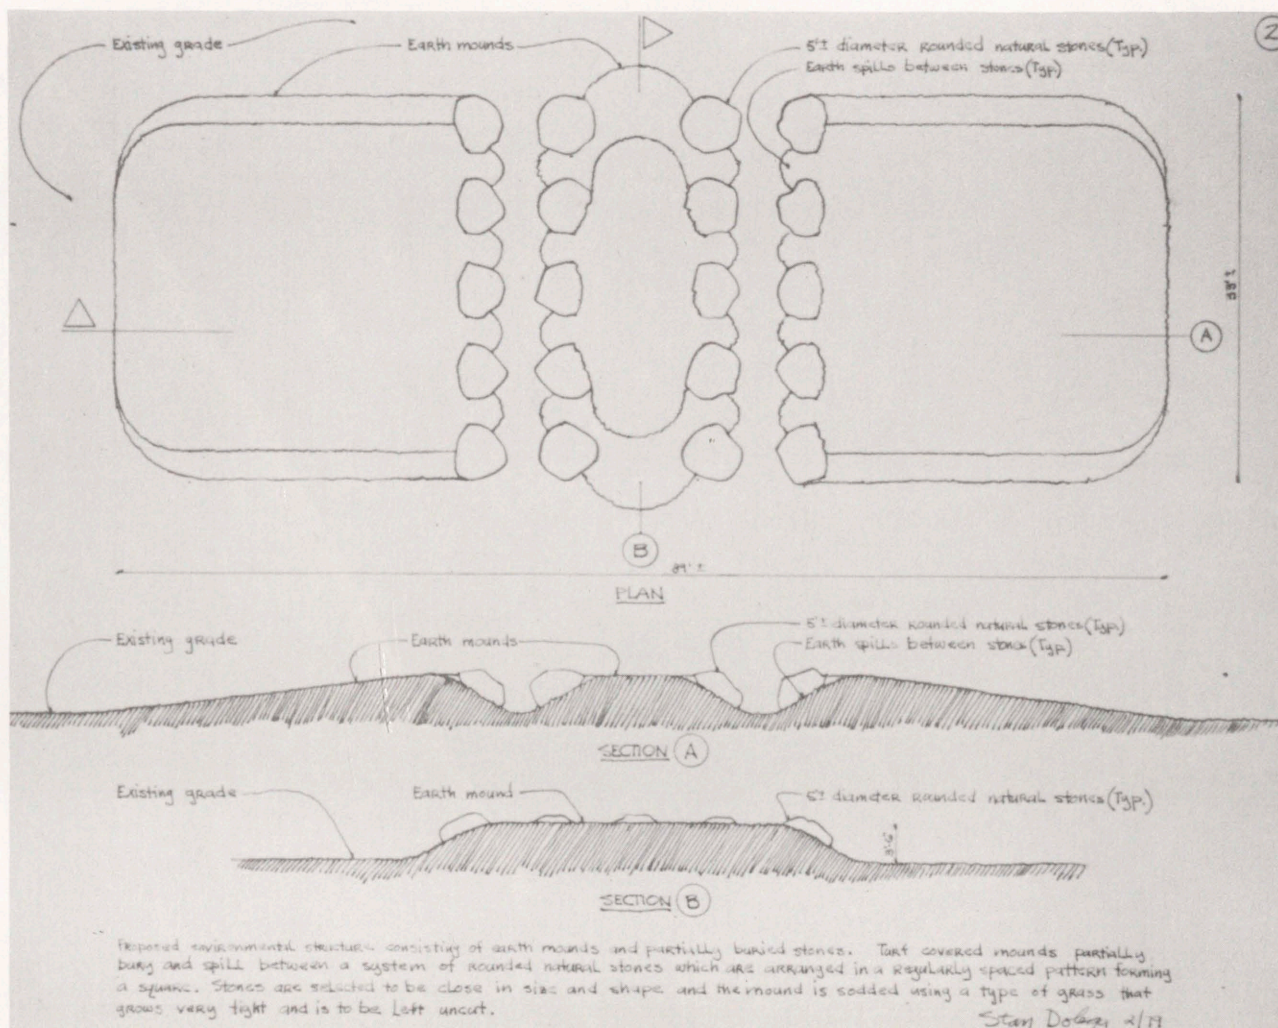 Existing grade
Earth mounds
5'± diameter rounded natural stones (Typ.)
Earth spills between stones (Typ.)
2
A
B
89' ±
PLAN
Existing grade
Earth mounds
5'± diameter rounded natural stones (Typ.)
Earth spills between stones (Typ.)
SECTION A
Existing grade
Earth mound
5'± diameter rounded natural stones (Typ.)
SECTION B
Proposed environmental structure consisting of earth mounds and partially buried stones. Turf covered mounds partially
bury and spill between a system of rounded natural stones which are arranged in a regularly spaced pattern forming
a square. Stones are selected to be close in size and shape and the mound is sodded using a type of grass that
grows very tight and is to be left uncut.
Stan 2/79